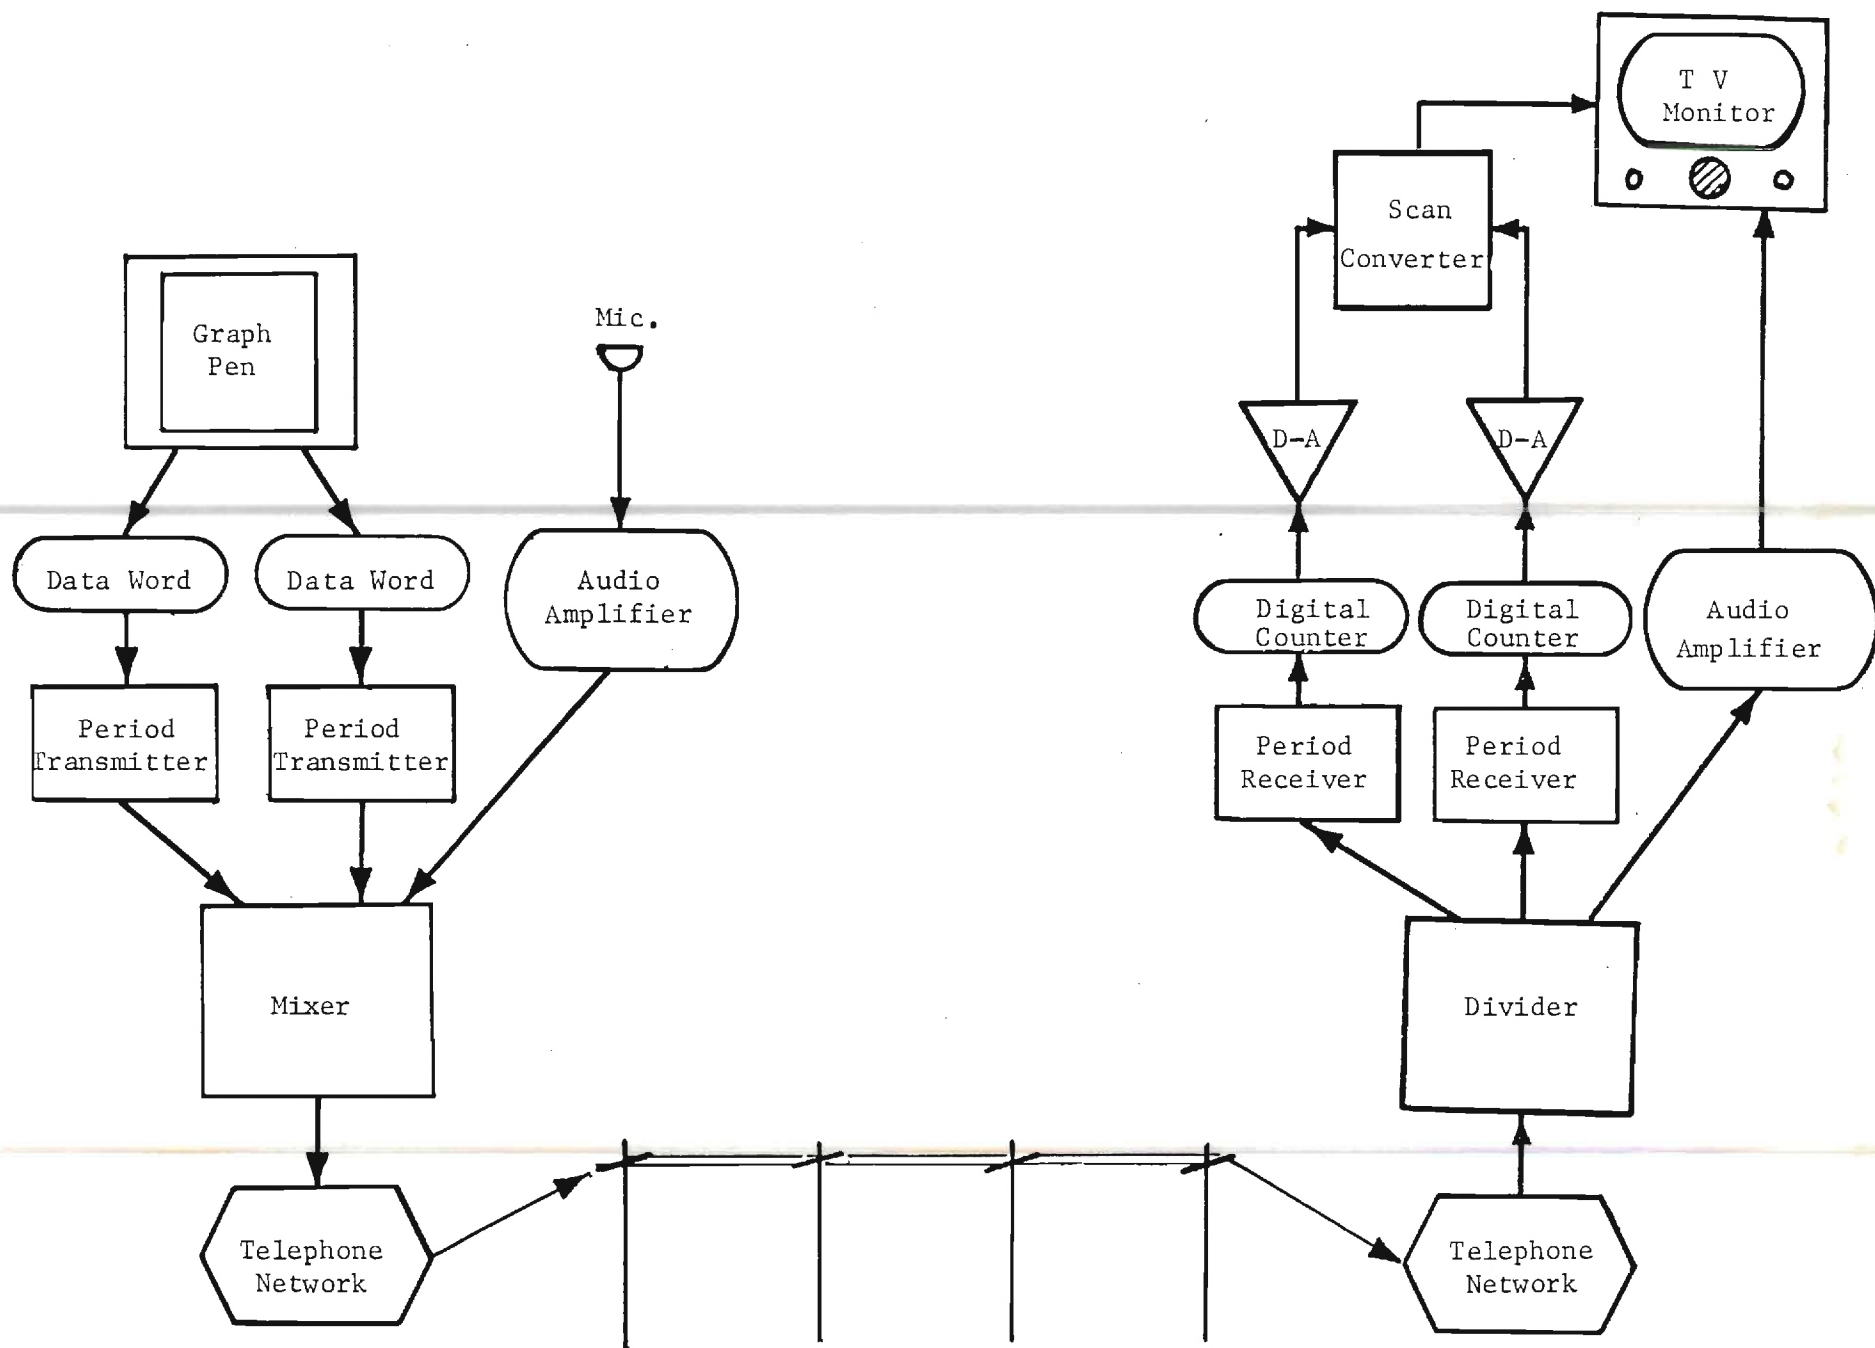 T V
Monitor
Scan
Converter
Graph
Pen
Mic.
D-A
D-A
Data Word
Data Word
Audio
Amplifier
Digital
Counter
Digital
Counter
Audio
Amplifier
Period
Transmitter
Period
Transmitter
Period
Receiver
Period
Receiver
Mixer
Divider
Telephone
Network
Telephone
Network